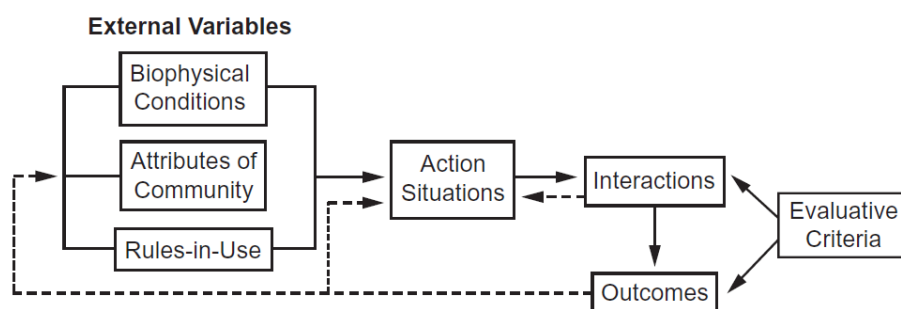 External Variables
Biophysical
Conditions
Attributes of
Community
Rules-in-Use
Action
Situations
Interactions
Evaluative
Criteria
Outcomes